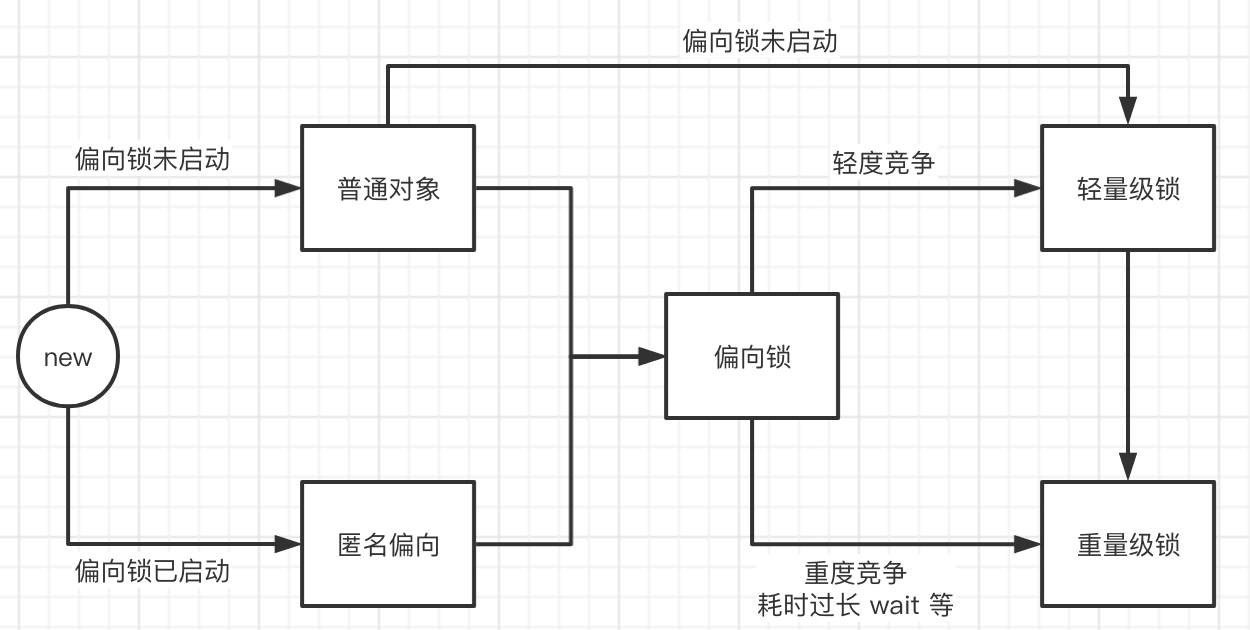 偏向锁未启动
偏向锁未启动
轻度竞争
普通对象
轻量级锁
new
偏向锁
匿名偏向
重量级锁
偏向锁已启动
重度竞争
耗时过长 wait 等